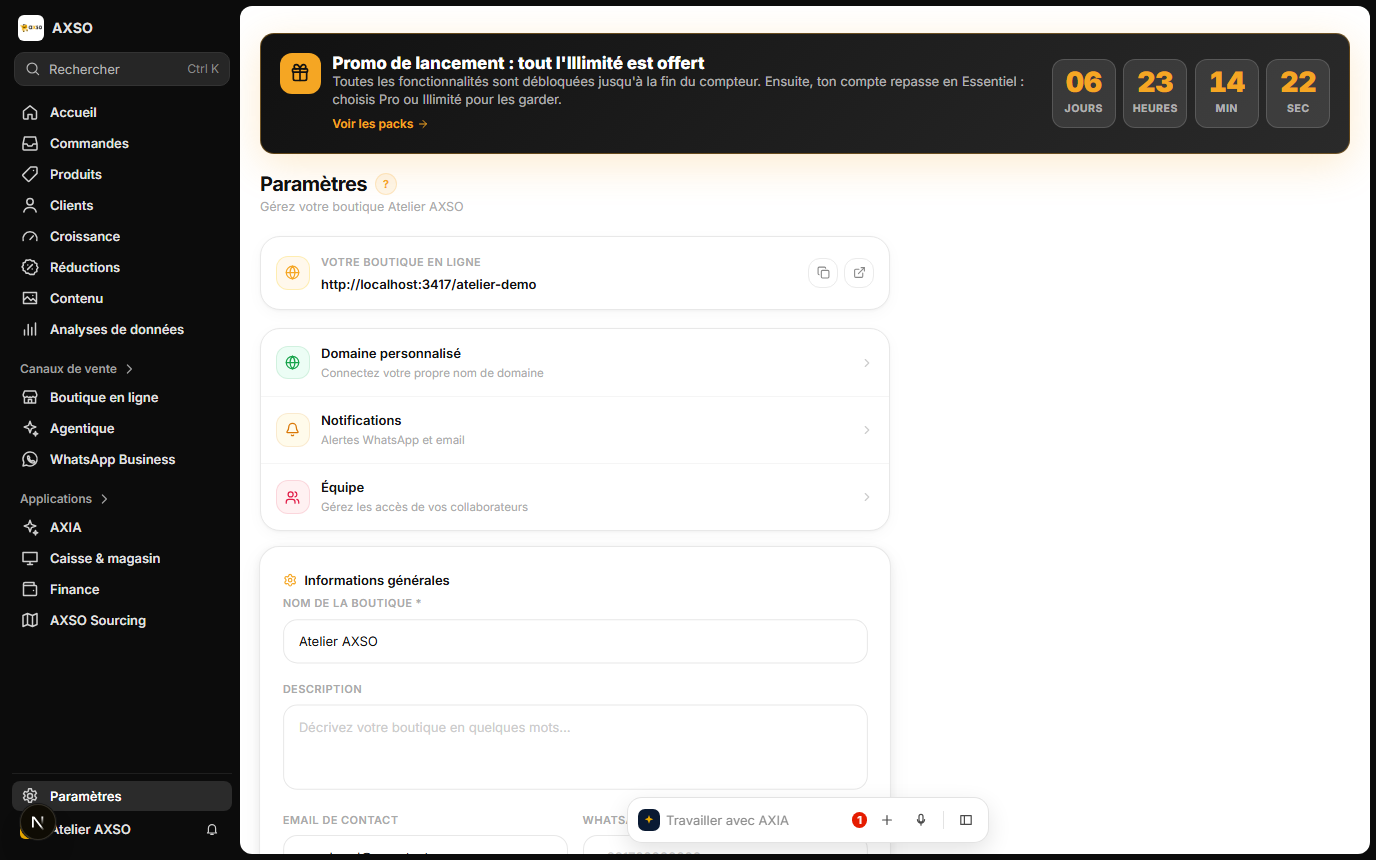 AXSO
Rechercher Ctrl K
Accueil
Commandes
Produits
Clients
Croissance
Réductions
Contenu
Analyses de données
Canaux de vente
Boutique en ligne
Agentique
WhatsApp Business
Applications
AXIA
Caisse & magasin
Finance
AXSO Sourcing
Paramètres
N
Atelier AXSO
Promo de lancement : tout l'Illimité est offert
Toutes les fonctionnalités sont débloquées jusqu'à la fin du compteur. Ensuite, ton compte repasse en Essentiel :
choisis Pro ou Illimité pour les garder.
Voir les packs →
06 23 14 22
JOURS HEURES MIN SEC
Paramètres ?
Gérez votre boutique Atelier AXSO
VOTRE BOUTIQUE EN LIGNE
http://localhost:3417/atelier-demo
Domaine personnalisé
Connectez votre propre nom de domaine
Notifications
Alertes WhatsApp et email
Équipe
Gérez les accès de vos collaborateurs
Informations générales
NOM DE LA BOUTIQUE *
Atelier AXSO
DESCRIPTION
Décrivez votre boutique en quelques mots...
EMAIL DE CONTACT WHATS
Travailler avec AXIA 1